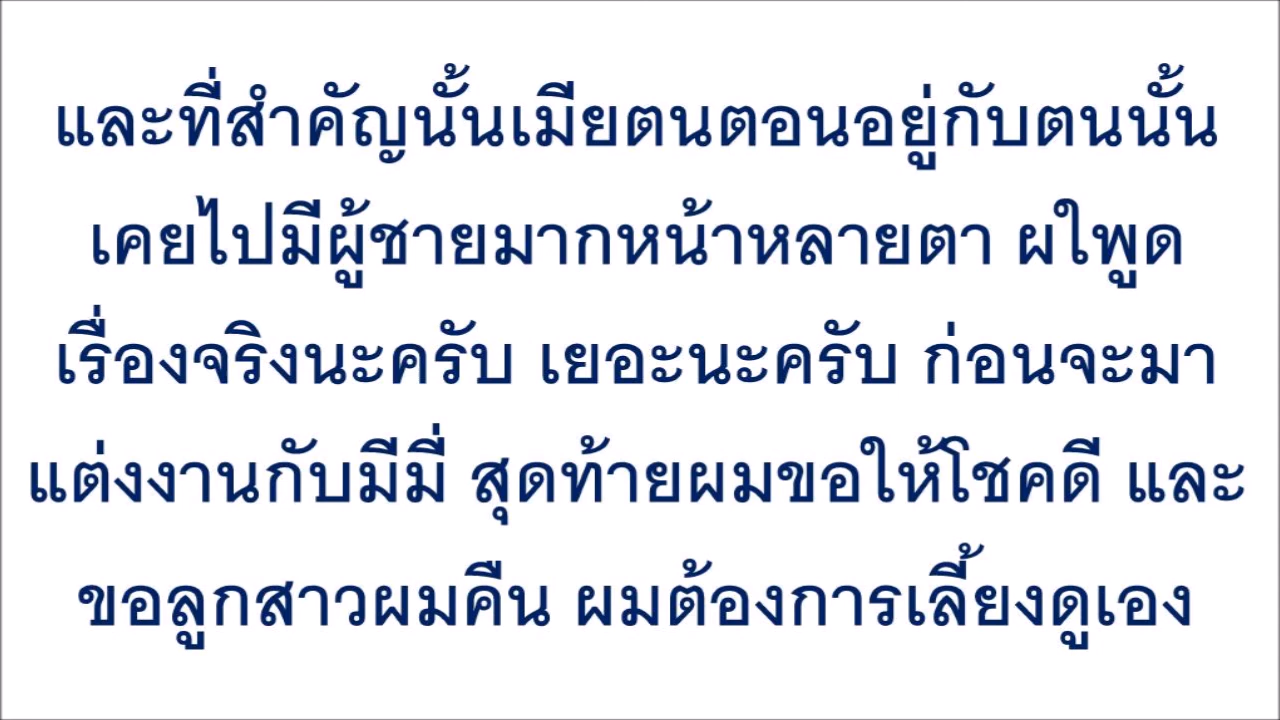 และที่สำคัญนั้นเมียตนตอนอยู่กับตนนั้น
เคยไปมีผู้ชายมากหน้าหลายตา ผใพูด
เรื่องจริงนะครับ เยอะนะครับ ก่อนจะมา
แต่งงานกับมีมี่ สุดท้ายผมขอให้โชคดี และ
ขอลูกสาวผมคืน ผมต้องการเลี้ยงดูเอง